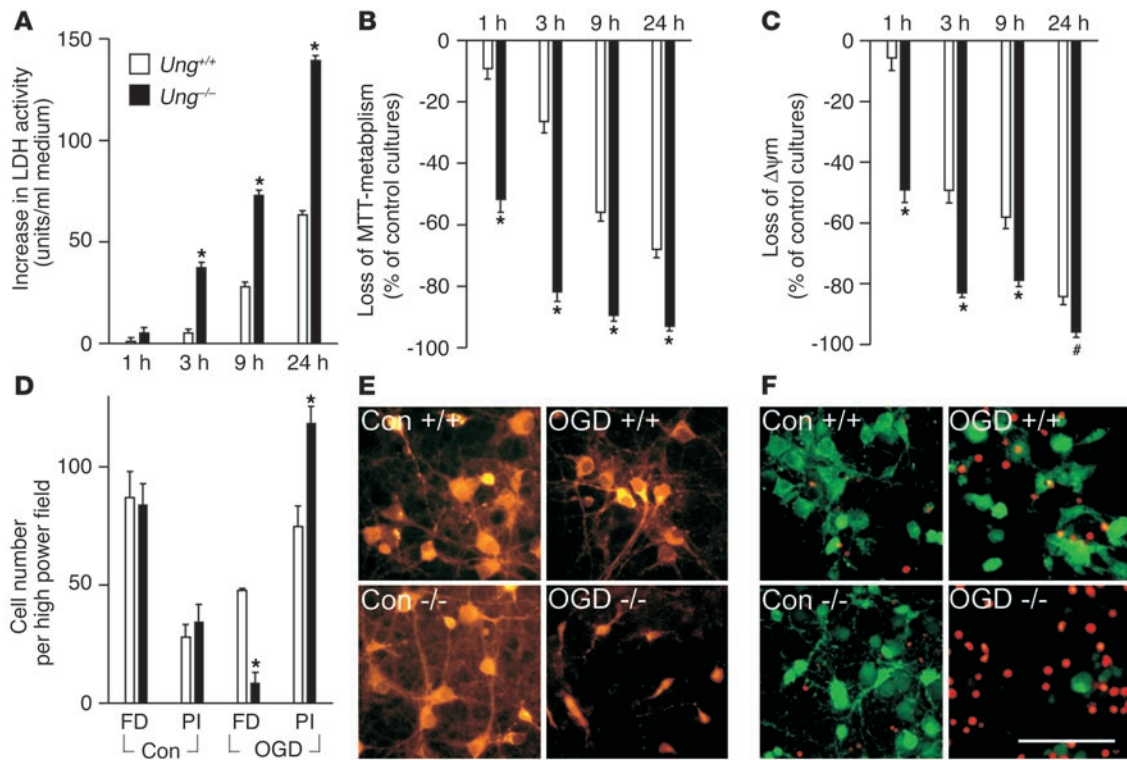 A
150
100
50
0
Increase in LDH activity
(units/ml medium)
Ung+/+
Ung–/–
*
*
*
1 h 3 h 9 h 24 h
B
1 h 3 h 9 h 24 h
0
-20
-40
-60
-80
-100
Loss of MTT-metabplism
(% of control cultures)
*
*
*
*
C
1 h 3 h 9 h 24 h
0
-20
-40
-60
-80
-100
Loss of Δψm
(% of control cultures)
*
*
*
#
D
100
50
0
Cell number
per high power field
*
*
FD PI FD PI
Con OGD
E
Con +/+ OGD +/+
Con -/- OGD -/-
F
Con +/+ OGD +/+
Con -/- OGD -/-